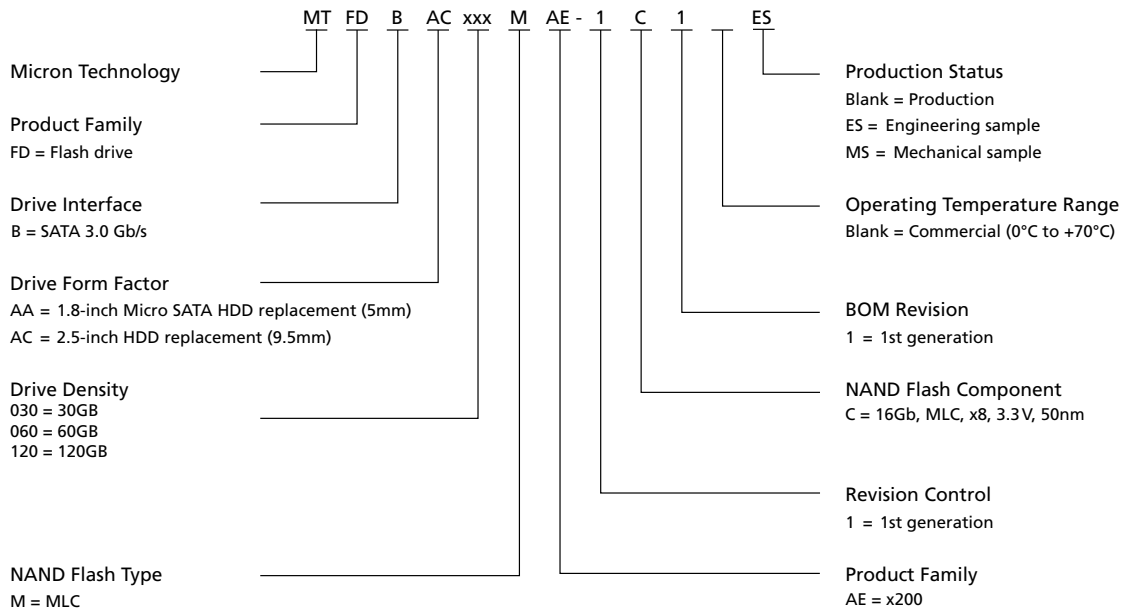 MT FD B AC xxx M AE - 1 C 1 ES
Micron Technology
Product Family
FD = Flash drive
Drive Interface
B = SATA 3.0 Gb/s
Drive Form Factor
AA = 1.8-inch Micro SATA HDD replacement (5mm)
AC = 2.5-inch HDD replacement (9.5mm)
Drive Density
030 = 30GB
060 = 60GB
120 = 120GB
NAND Flash Type
M = MLC
Production Status
Blank = Production
ES = Engineering sample
MS = Mechanical sample
Operating Temperature Range
Blank = Commercial (0°C to +70°C)
BOM Revision
1 = 1st generation
NAND Flash Component
C = 16Gb, MLC, x8, 3.3V, 50nm
Revision Control
1 = 1st generation
Product Family
AE = x200